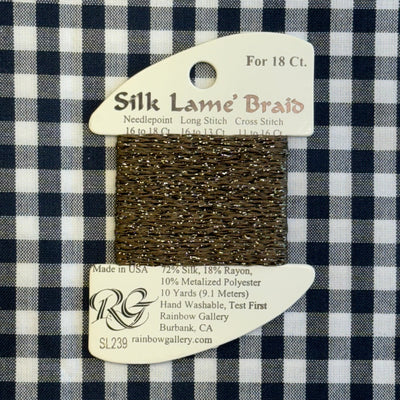 For 18 Ct.
Silk Lame' Braid
Needlepoint Long Stitch Cross Stitch
16 to 18 Ct. 16 to 13 Ct. 11 to 16 Ct.
Made in USA 72% Silk, 18% Rayon,
10% Metalized Polyester
10 Yards (9.1 Meters)
Hand Washable, Test First
RG Rainbow Gallery
Burbank, CA
SL239 rainbowgallery.com